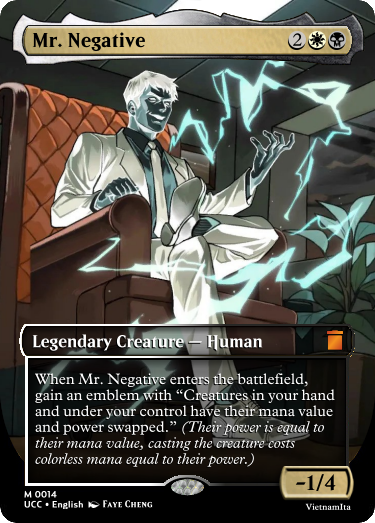 Mr. Negative 2
Legendary Creature — Human
When Mr. Negative enters the battlefield,
gain an emblem with “Creatures in your hand
and under your control have their mana value
and power swapped.” (Their power is equal to
their mana value, casting the creature costs
colorless mana equal to their power.)
-1/4
M 0014
UCC • English Faye Cheng
VietnamIta